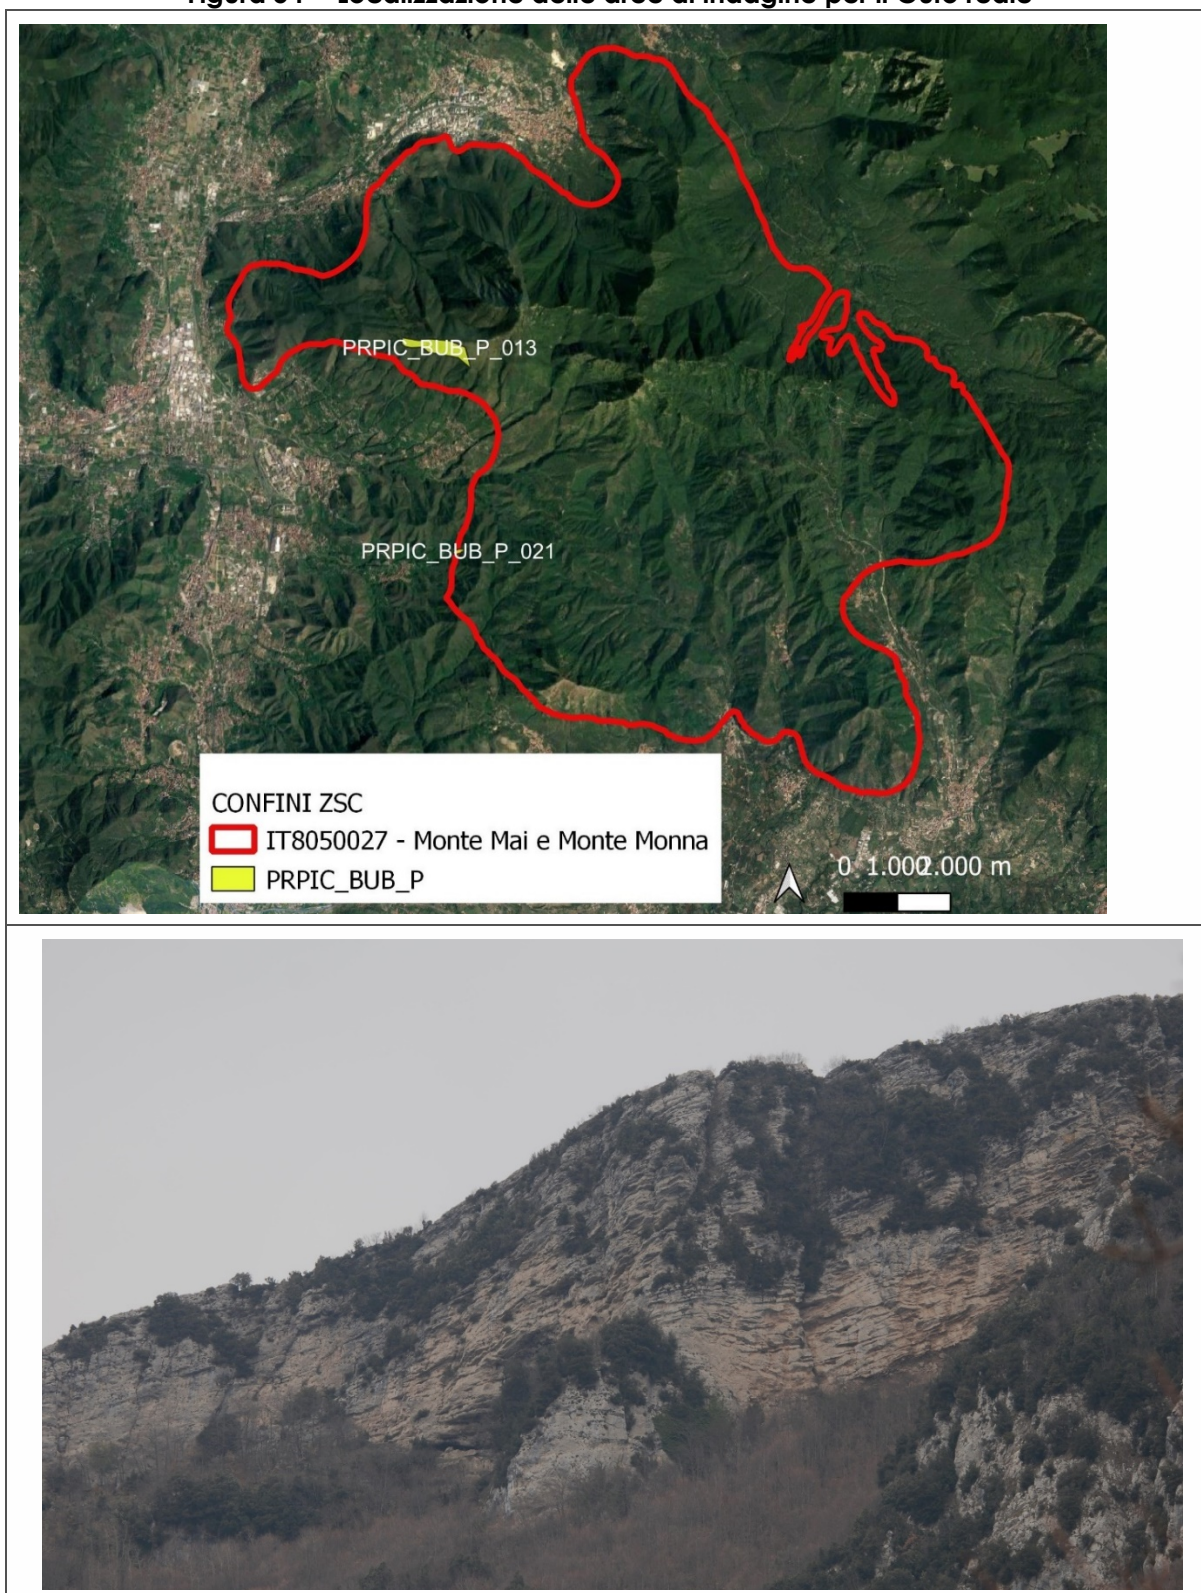 PRPIC_BUB_P_013
PRPIC_BUB_P_021
CONFINI ZSC
IT8050027 - Monte Mai e Monte Monna
PRPIC_BUB_P
0 1.000 2.000 m